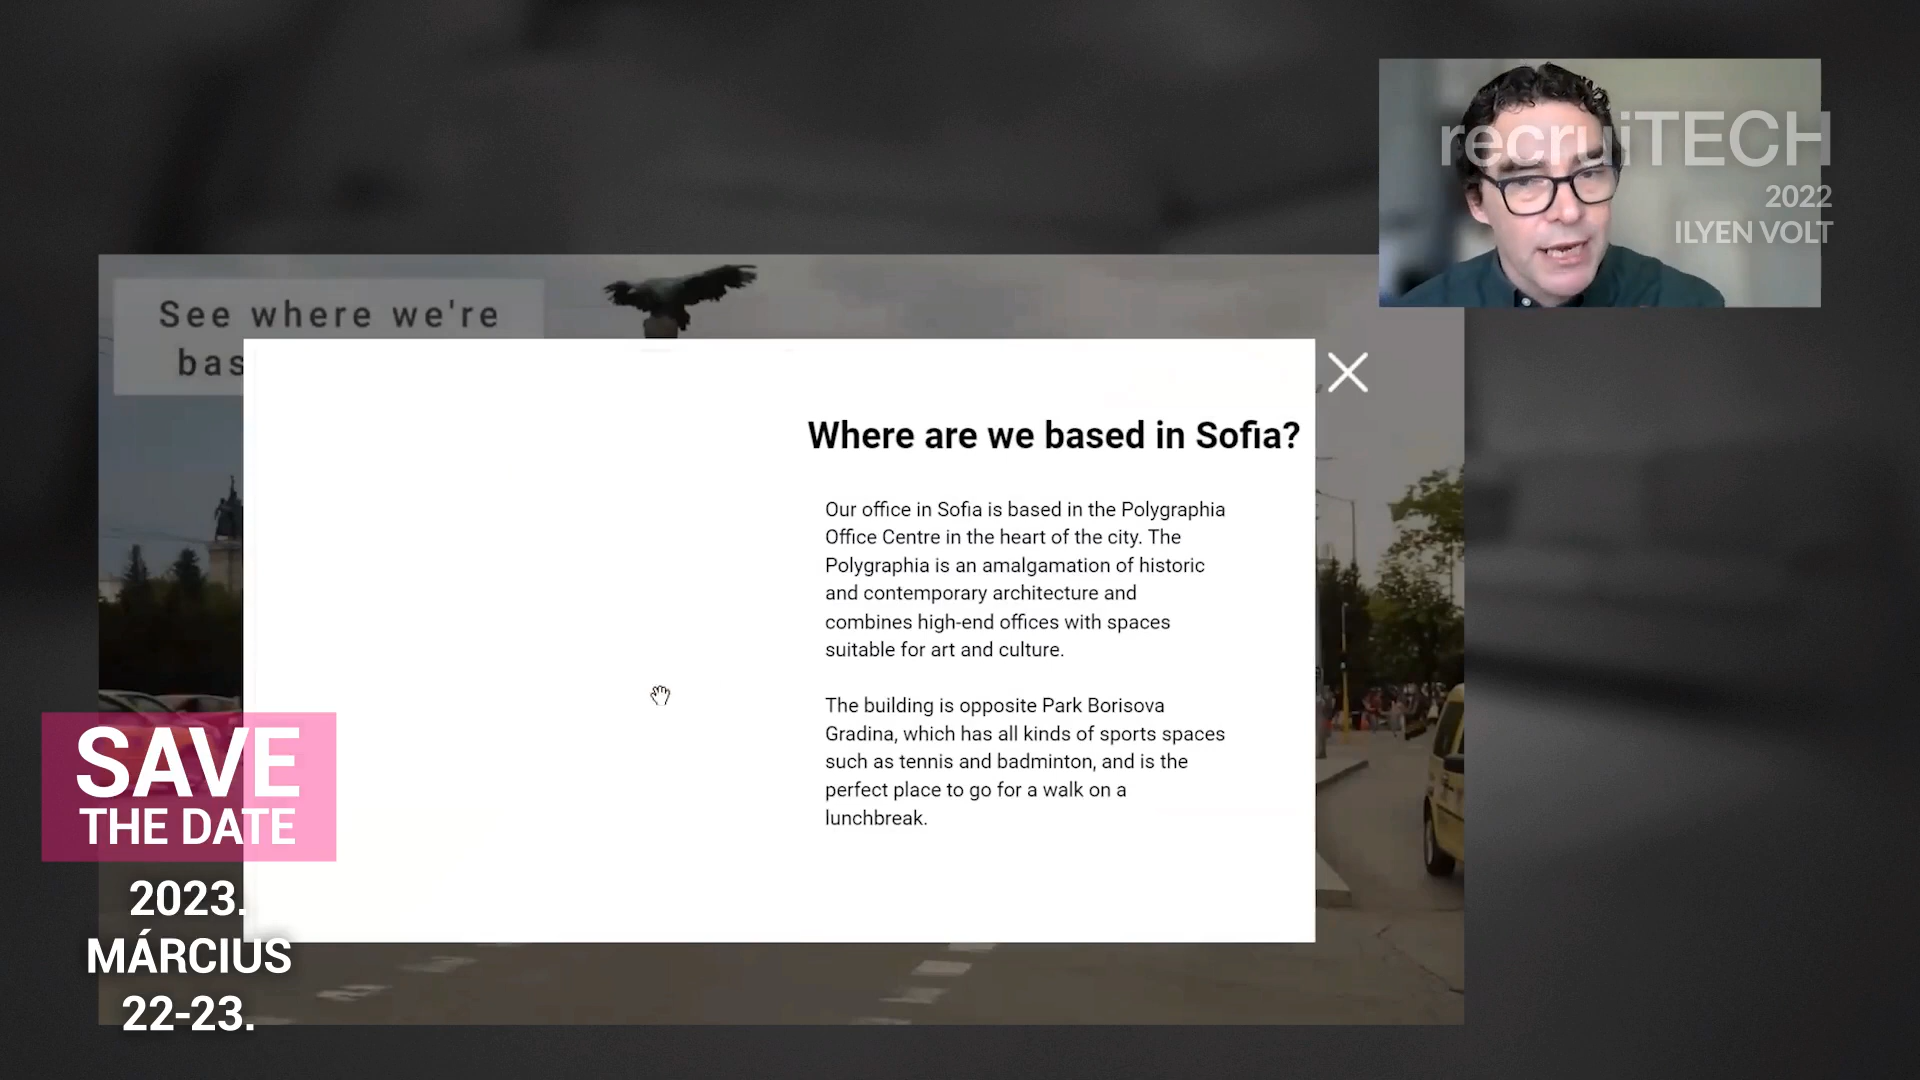 recruiTECH
2022
ILYEN VOLT
See where we're
bas
Where are we based in Sofia?
Our office in Sofia is based in the Polygraphia
Office Centre in the heart of the city. The
Polygraphia is an amalgamation of historic
and contemporary architecture and
combines high-end offices with spaces
suitable for art and culture.
The building is opposite Park Borisova
Gradina, which has all kinds of sports spaces
such as tennis and badminton, and is the
perfect place to go for a walk on a
lunchbreak.
SAVE
THE DATE
2023.
MÁRCIUS
22-23.